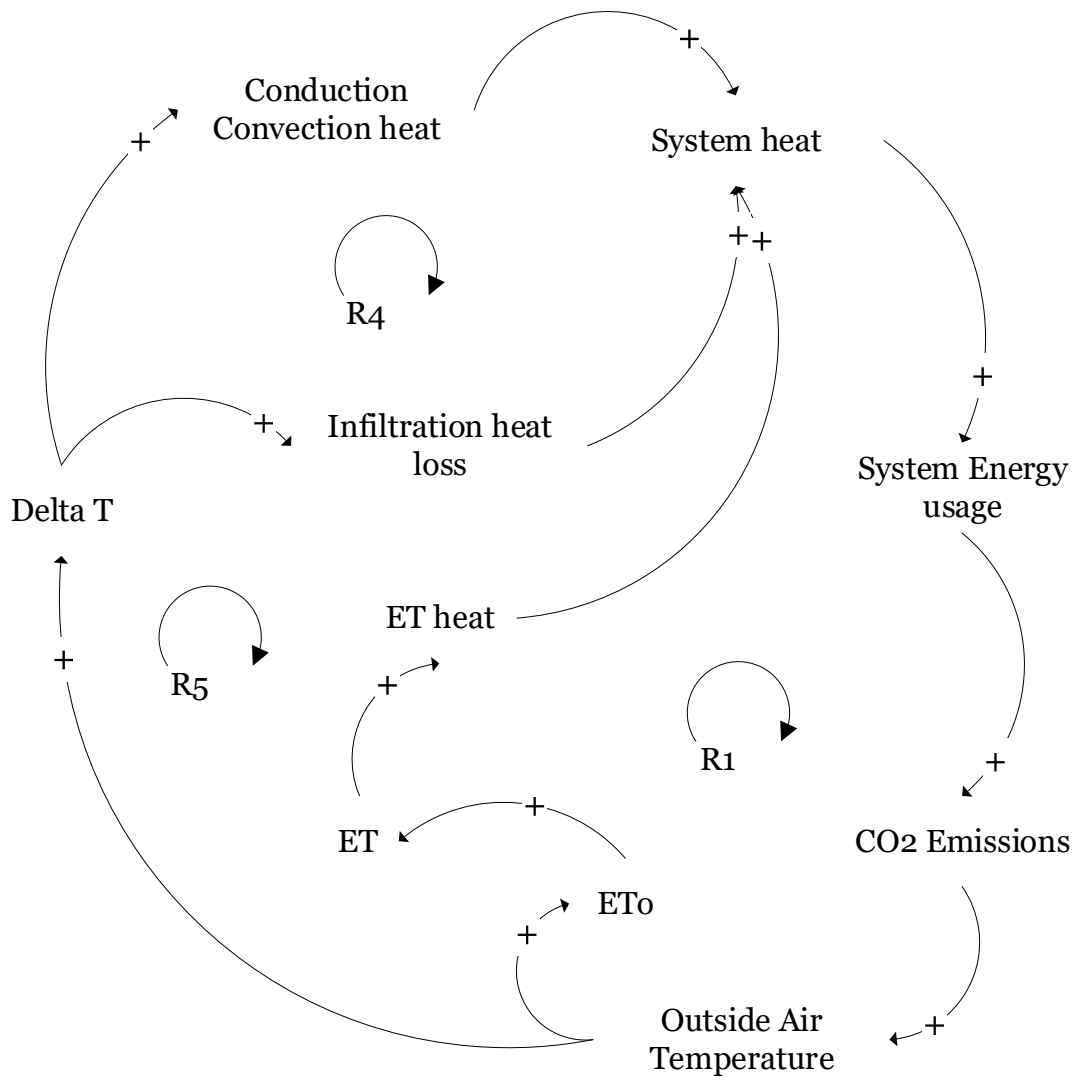 +
Conduction
Convection heat
+
System heat
+
+
R4
+
+
Infiltration heat
loss
+
System Energy
usage
Delta T
ET heat
+
R5
+
R1
+
+
ET
CO2 Emissions
ETo
+
Outside Air
Temperature
+